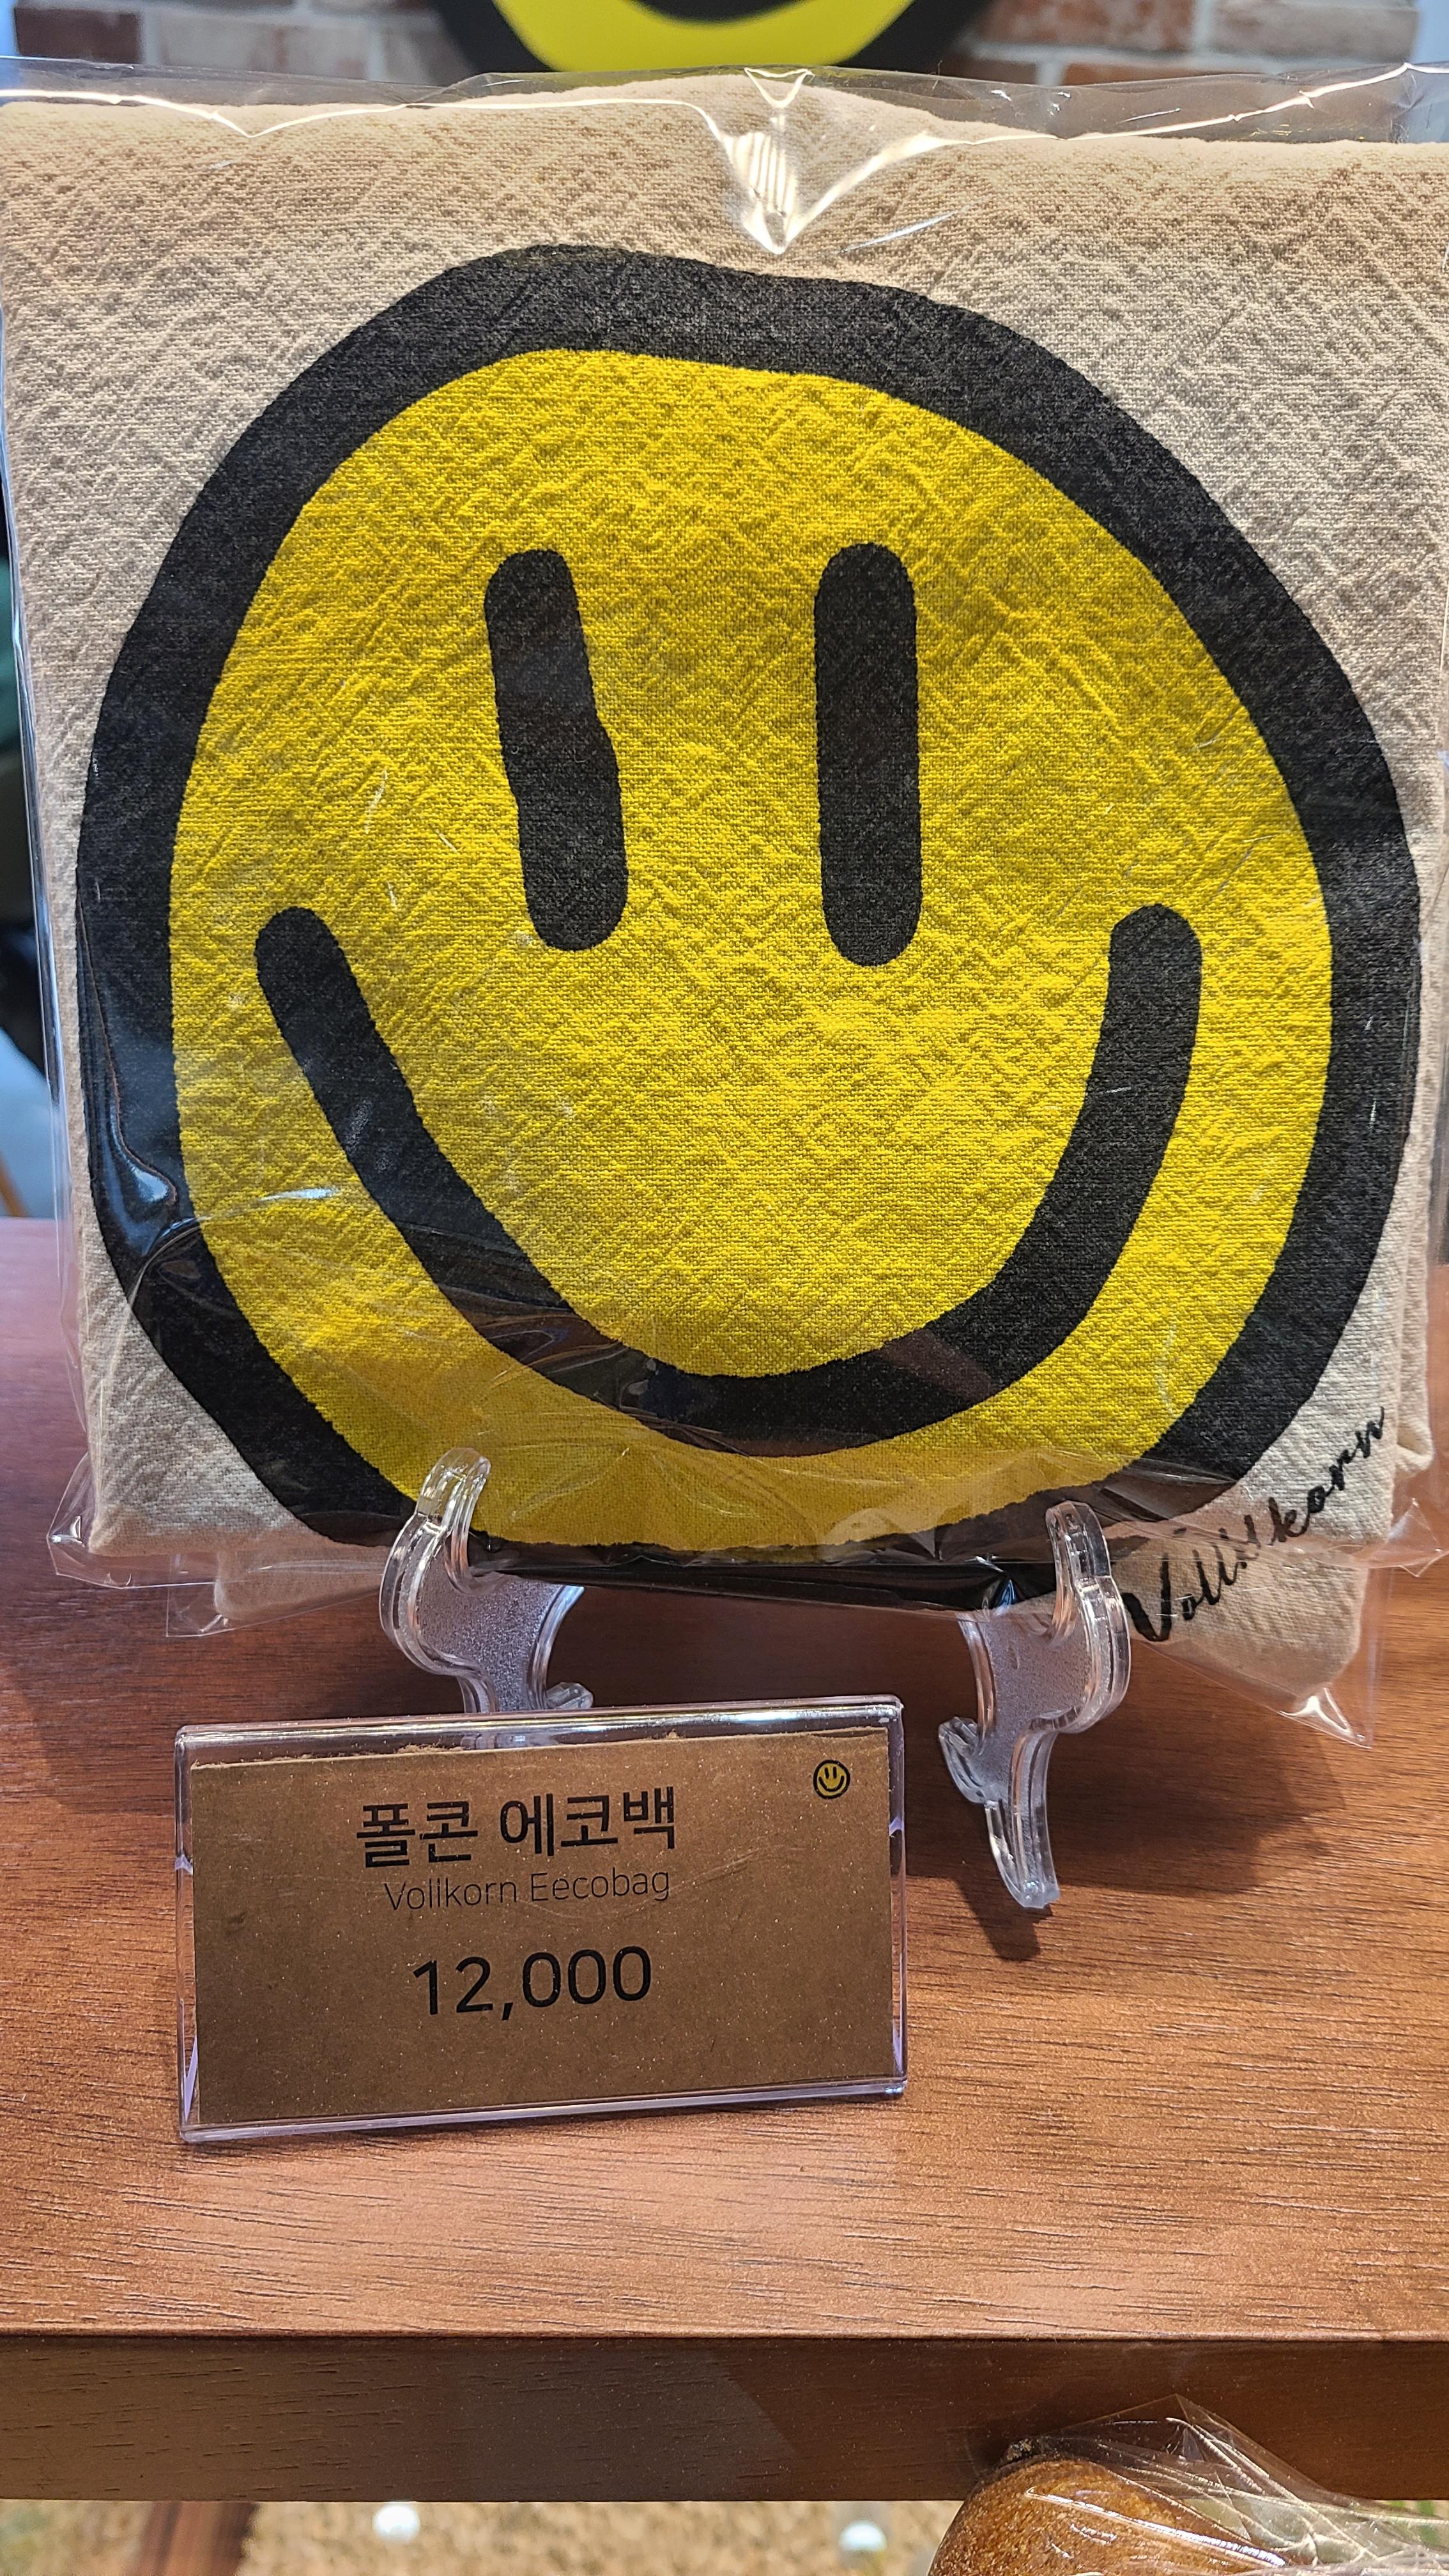 Vollkorn
폴콘 에코백
Vollkorn Eecobag
12,000